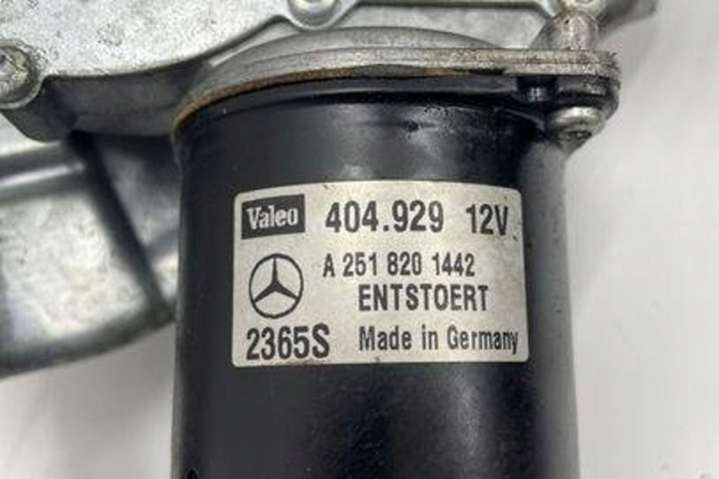 Valeo 404.929 12V
A 251 820 1442
ENTSTOERT
2365S Made in Germany